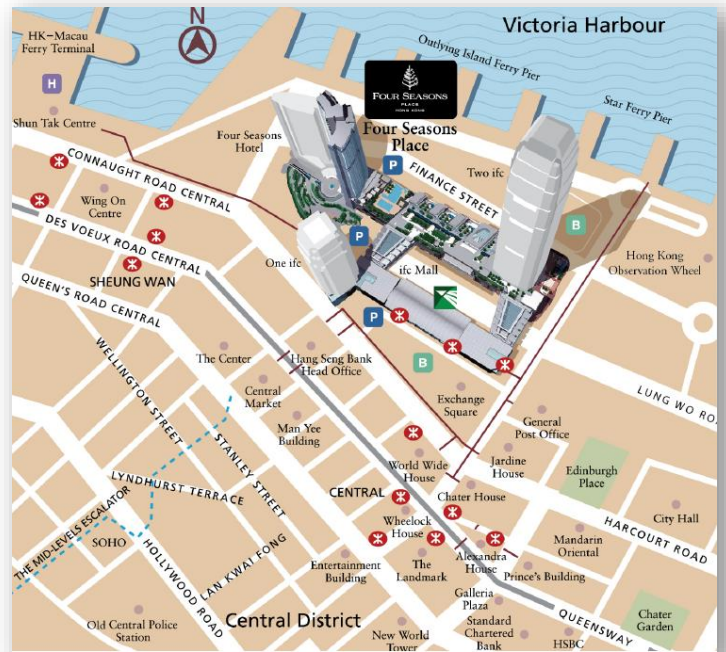 N
Victoria Harbour
HK–Macau
Ferry Terminal
Outlying Island Ferry Pier
Star Ferry Pier
H
Shun Tak Centre
FOUR SEASONS
PLACE
HONG KONG
Four Seasons
Place
Four Seasons
Hotel
P
FINANCE STREET
Two ifc
CONNAUGHT ROAD CENTRAL
Wing On
Centre
DES VOEUX ROAD CENTRAL
SHEUNG WAN
QUEEN'S ROAD CENTRAL
One ifc
P
ifc Mall
B
Hong Kong
Observation Wheel
P
B
LUNG WO
WELLINGTON STREET
The Center
Hang Seng Bank
Head Office
Central
Market
Man Yee
Building
Exchange
Square
General
Post Office
STANLEY STREET
World Wide
House
Jardine
House
Edinburgh
Place
LYNDHURST TERRACE
CENTRAL
Chater House
HARCOURT ROAD
City Hall
THE MID-LEVELS ESCALATOR
SOHO
HOLLYWOOD ROAD
LAN KWAI FONG
Wheelock
House
Mandarin
Oriental
Entertainment
Building
The
Landmark
Alexandra
House
Prince's Building
Galleria
Plaza
QUEENSWAY
Chater
Garden
Old Central Police
Station
Central District
New World
Tower
Standard
Chartered
Bank
HSBC